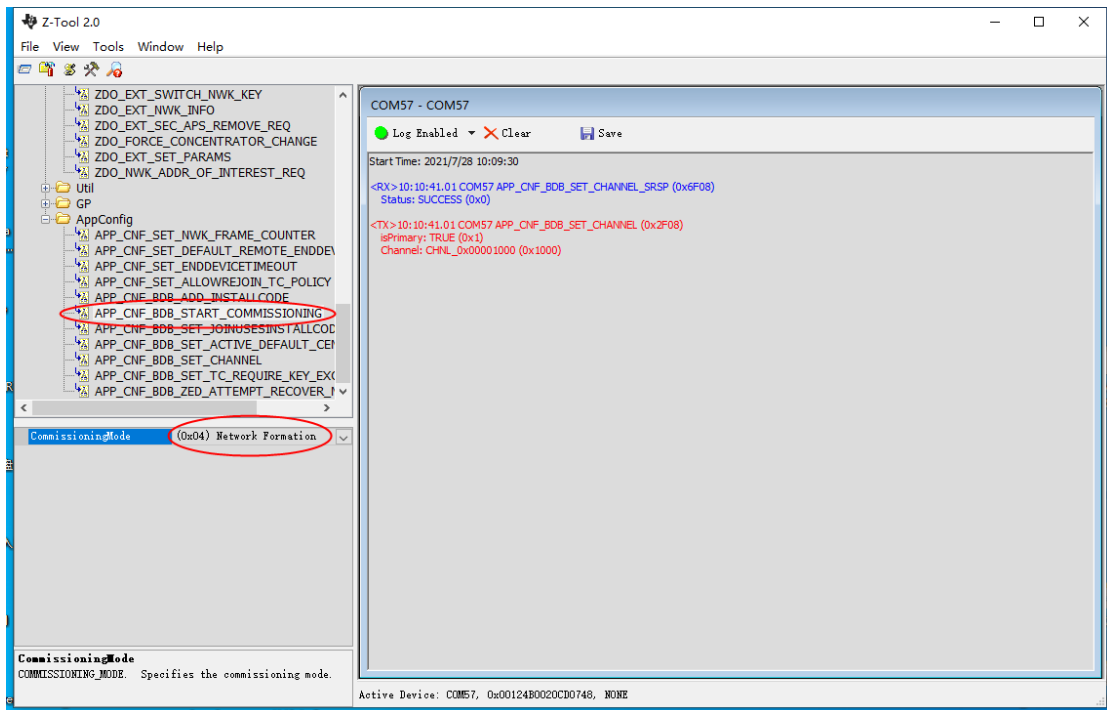 Z-Tool 2.0
File View Tools Window Help
ZDO_EXT_SWITCH_NWK_KEY
ZDO_EXT_NWK_INFO
ZDO_EXT_SEC_APS_REMOVE_REQ
ZDO_FORCE_CONCENTRATOR_CHANGE
ZDO_EXT_SET_PARAMS
ZDO_NWK_ADDR_OF_INTEREST_REQ
Util
GP
AppConfig
APP_CNF_SET_NWK_FRAME_COUNTER
APP_CNF_SET_DEFAULT_REMOTE_ENDDEV
APP_CNF_SET_ENDDEVICETIMEOUT
APP_CNF_SET_ALLOWREJOIN_TC_POLICY
APP_CNF_BDB_ADD_INSTALLCODE
APP_CNF_BDB_START_COMMISSIONING
APP_CNF_BDB_SET_JOINUSESINSTALLCOD
APP_CNF_BDB_SET_ACTIVE_DEFAULT_CEN
APP_CNF_BDB_SET_CHANNEL
APP_CNF_BDB_SET_TC_REQUIRE_KEY_EXC
APP_CNF_BDB_ZED_ATTEMPT_RECOVER_N
CommissioningMode (0x04) Network Formation
CommissioningMode
COMMISSIONING_MODE. Specifies the commissioning mode.
COM57 - COM57
Log Enabled Clear Save
Start Time: 2021/7/28 10:09:30
<RX>10:10:41.01 COM57 APP_CNF_BDB_SET_CHANNEL_SRSP (0x6F08)
Status: SUCCESS (0x0)
<TX>10:10:41.01 COM57 APP_CNF_BDB_SET_CHANNEL (0x2F08)
isPrimary: TRUE (0x1)
Channel: CHNL_0x00001000 (0x1000)
Active Device: COM57, 0x00124B0020CD0748, NONE